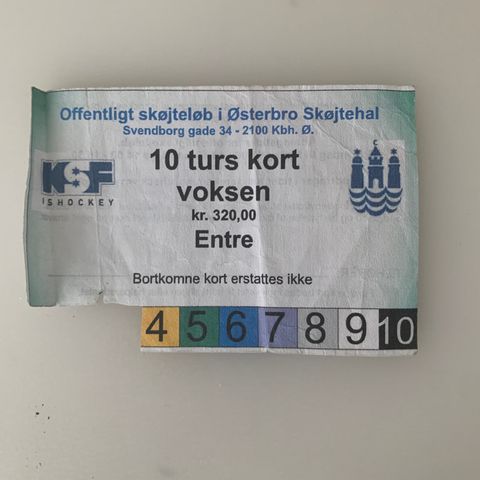 Offentligt skøjteløb i Østerbro Skøjtehal
Svendborg gade 34 - 2100 Kbh. Ø.
KSF
ISHOCKEY
10 turs kort
voksen
kr. 320,00
Entre
Bortkomne kort erstattes ikke
4 5 6 7 8 9 10